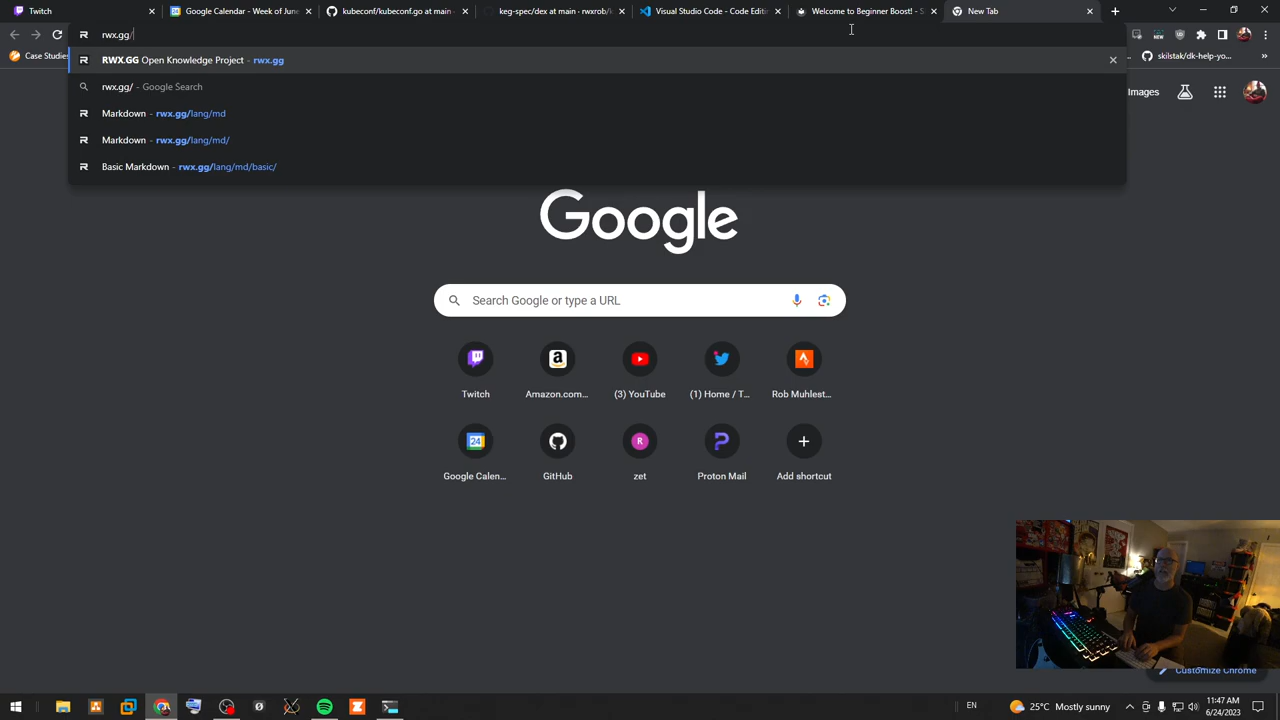 Twitch
Google Calendar - Week of June
kubeconf/kubeconf.go at main
keg-spec/dex at main · rwxrob/k
Visual Studio Code - Code Edito
Welcome to Beginner Boost! - S
New Tab
rwx.gg/
RWX.GG Open Knowledge Project - rwx.gg
rwx.gg/ - Google Search
Markdown - rwx.gg/lang/md
Markdown - rwx.gg/lang/md/
Basic Markdown - rwx.gg/lang/md/basic/
Case Studies
skilstak/dk-help-yo...
Images
Google
Search Google or type a URL
Twitch
Amazon.com...
(3) YouTube
(1) Home / T...
Rob Muhlest...
Google Calen...
GitHub
zet
Proton Mail
Add shortcut
Customize Chrome
25°C Mostly sunny
EN
11:47 AM
6/24/2023